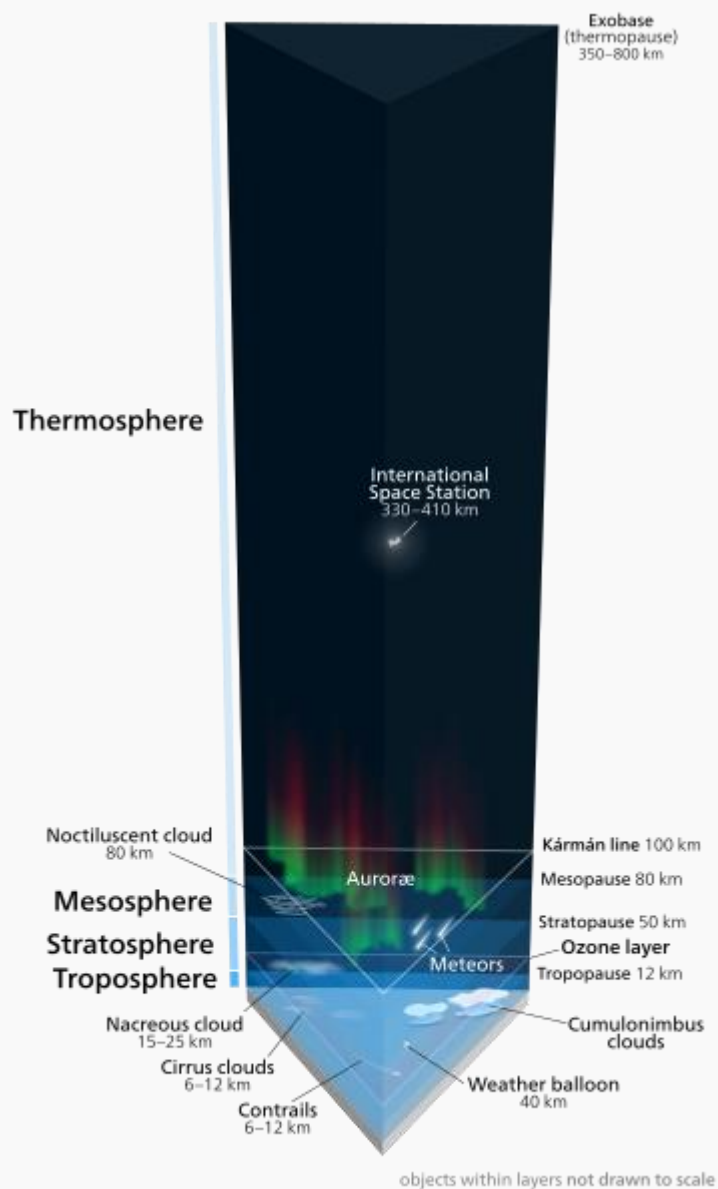 Exobase
(thermopause)
350–800 km
Thermosphere
International
Space Station
330–410 km
Noctiluscent cloud
80 km
Kármán line 100 km
Auroræ
Mesopause 80 km
Mesosphere
Stratopause 50 km
Stratosphere
Ozone layer
Meteors
Troposphere
Tropopause 12 km
Nacreous cloud
15–25 km
Cumulonimbus
clouds
Cirrus clouds
6–12 km
Weather balloon
40 km
Contrails
6–12 km
objects within layers not drawn to scale